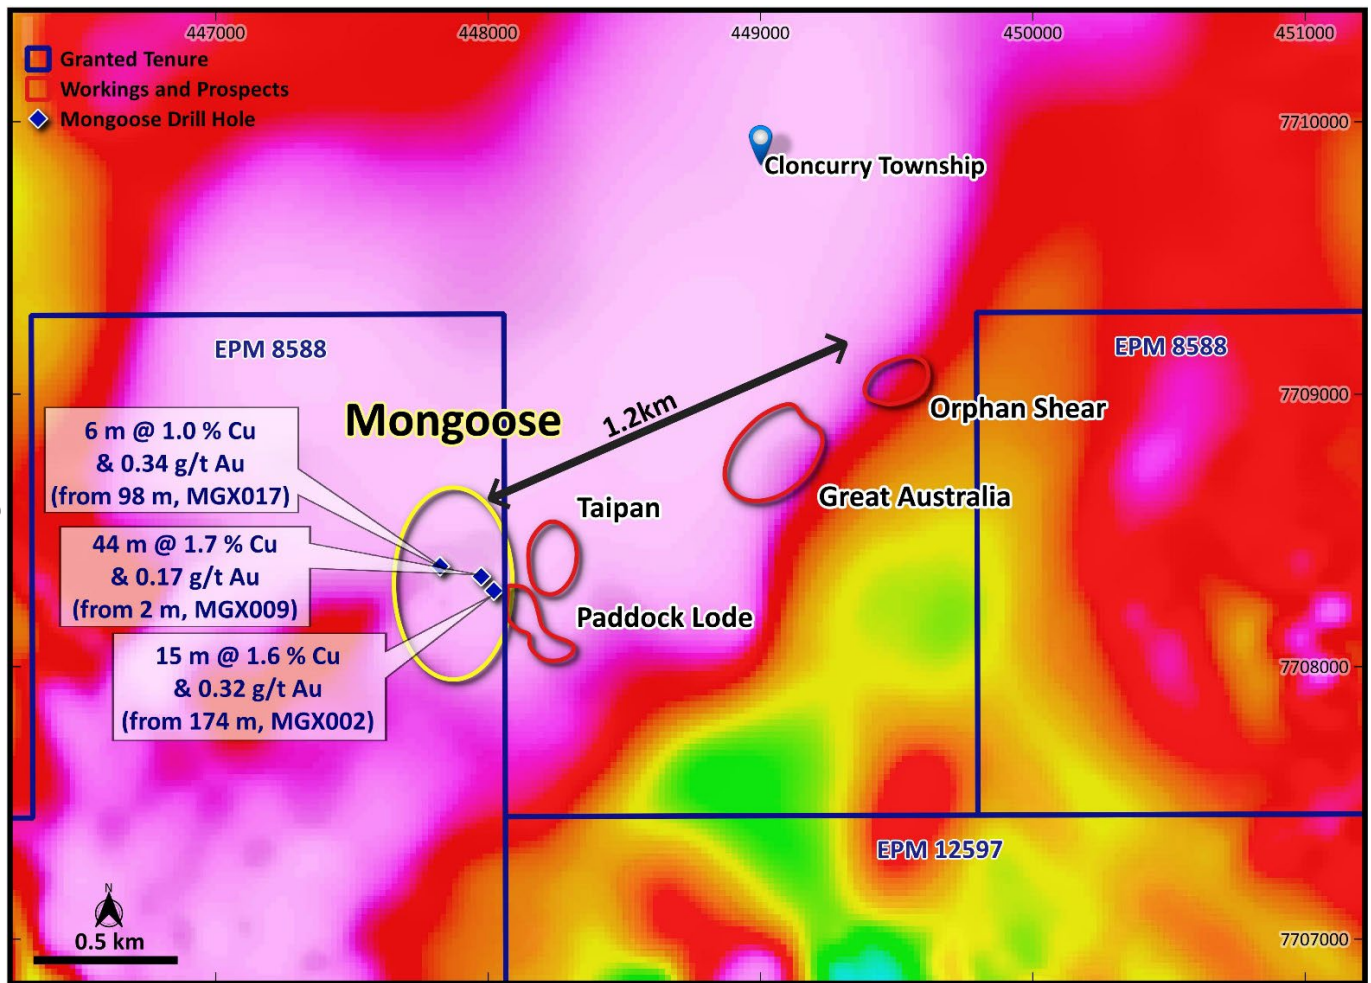 447000
448000
449000
450000
451000
Granted Tenure
Workings and Prospects
Mongoose Drill Hole
7710000
Cloncurry Township
EPM 8588
EPM 8588
7709000
1.2km
Mongoose
Orphan Shear
6 m @ 1.0 % Cu
& 0.34 g/t Au
(from 98 m, MGX017)
Great Australia
Taipan
44 m @ 1.7 % Cu
& 0.17 g/t Au
(from 2 m, MGX009)
Paddock Lode
15 m @ 1.6 % Cu
& 0.32 g/t Au
(from 174 m, MGX002)
7708000
EPM 12597
N
0.5 km
7707000